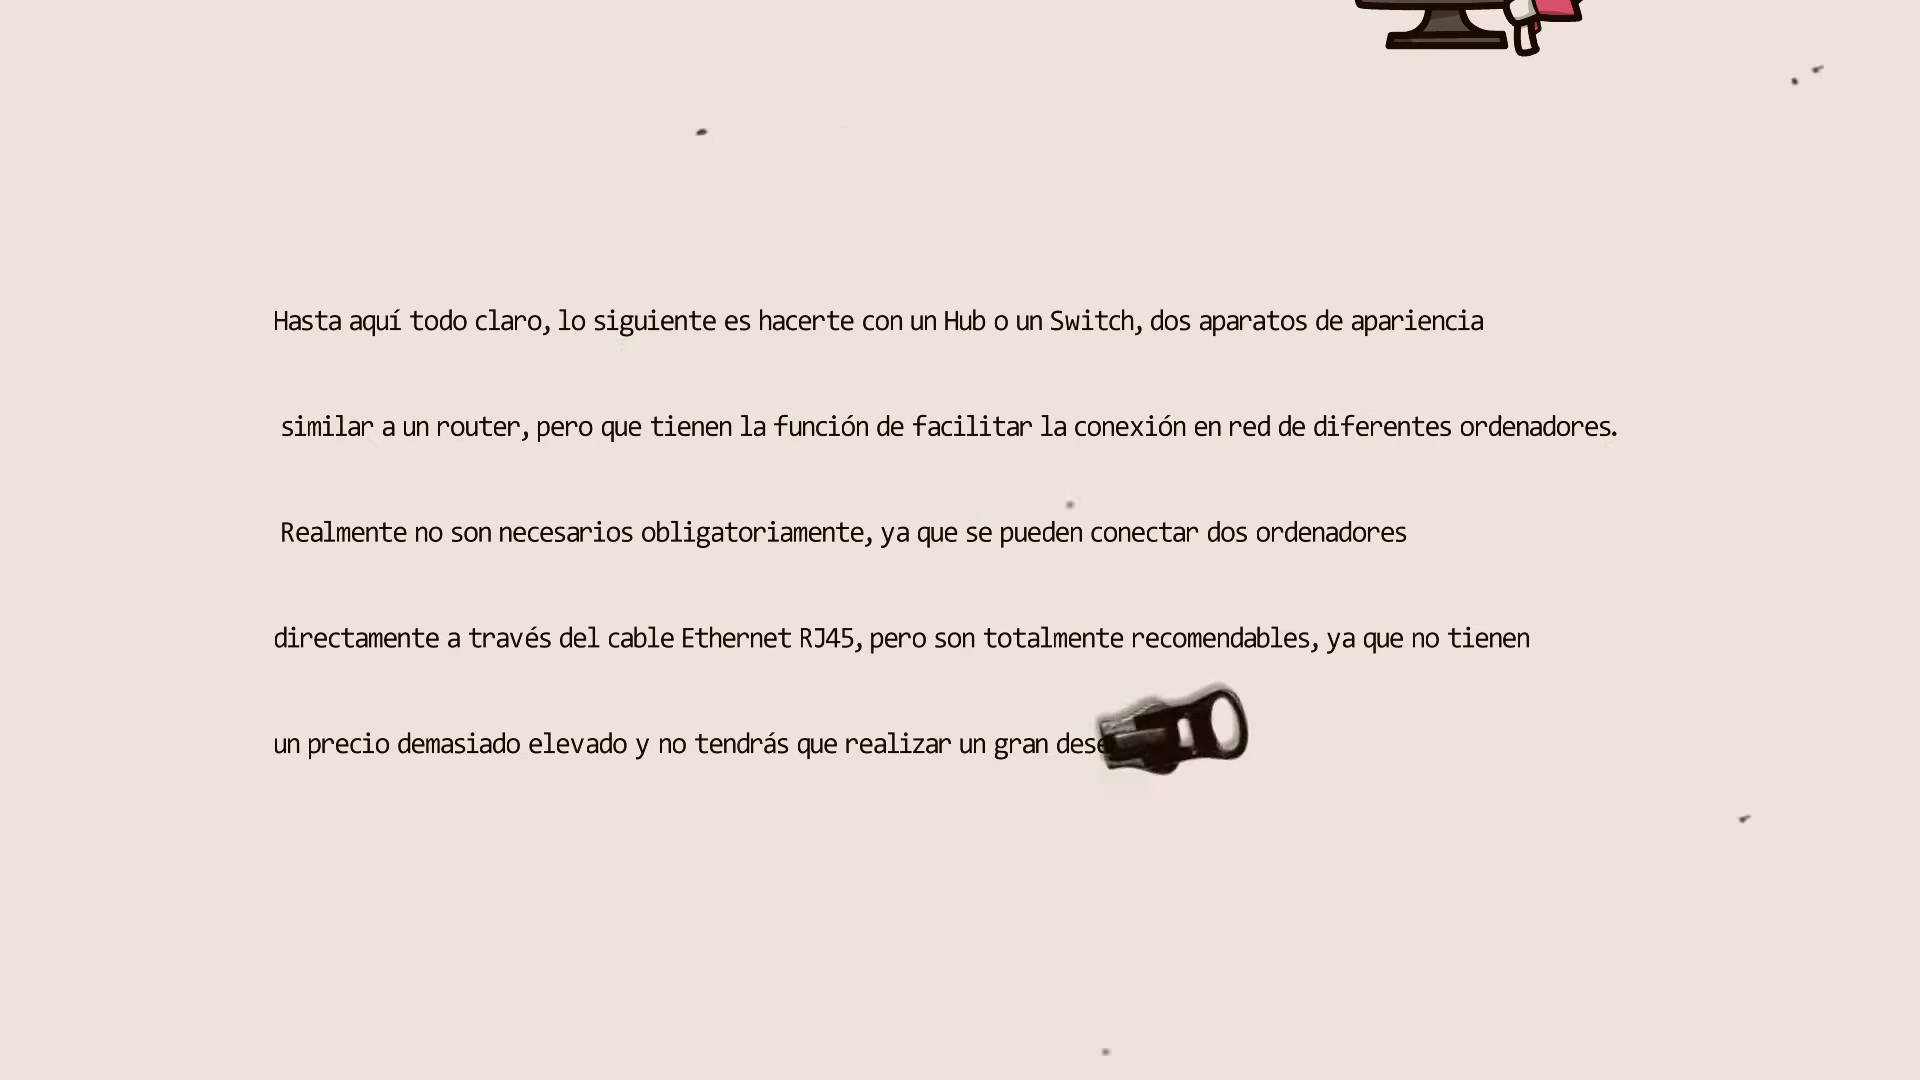 Hasta aquí todo claro, lo siguiente es hacerte con un Hub o un Switch, dos aparatos de apariencia
similar a un router, pero que tienen la función de facilitar la conexión en red de diferentes ordenadores.
Realmente no son necesarios obligatoriamente, ya que se pueden conectar dos ordenadores
directamente a través del cable Ethernet RJ45, pero son totalmente recomendables, ya que no tienen
un precio demasiado elevado y no tendrás que realizar un gran